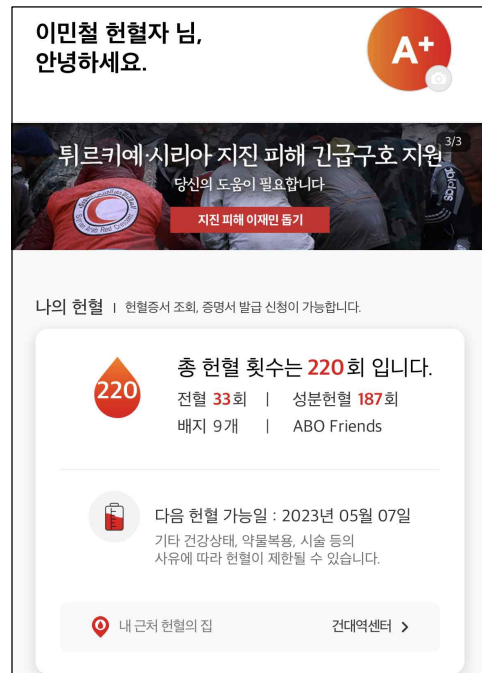 이민철 헌혈자 님,
안녕하세요.
A+
3/3
튀르키예·시리아 지진 피해 긴급구호 지원
당신의 도움이 필요합니다
지진 피해 이재민 돕기
Syrian Arab Red Crescent
나의 헌혈 | 헌혈증서 조회, 증명서 발급 신청이 가능합니다.
220
총 헌혈 횟수는 220회 입니다.
전혈 33회 | 성분헌혈 187회
배지 9개 | ABO Friends
다음 헌혈 가능일 : 2023년 05월 07일
기타 건강상태, 약물복용, 시술 등의
사유에 따라 헌혈이 제한될 수 있습니다.
내 근처 헌혈의 집
건대역센터 >